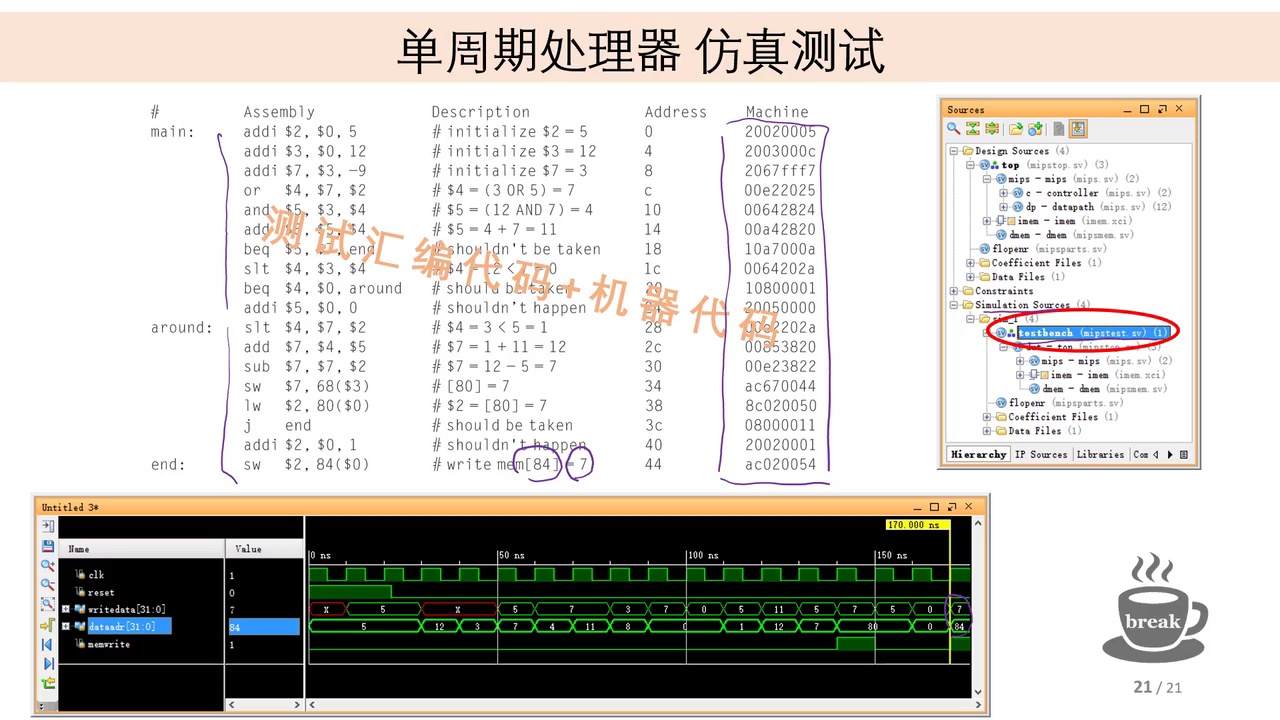 单周期处理器 仿真测试
# Assembly Description Address Machine
main: addi $2, $0, 5 # initialize $2 = 5 0 20020005
addi $3, $0, 12 # initialize $3 = 12 4 2003000c
addi $7, $3, -9 # initialize $7 = 3 8 2067fff7
or $4, $7, $2 # $4 = (3 OR 5) = 7 c 00e22025
and $5, $3, $4 # $5 = (12 AND 7) = 4 10 00642824
add $5, $5, $4 # $5 = 4 + 7 = 11 14 00a42820
beq $5, end # shouldn't be taken 18 10a7000a
slt $4, $3, $4 # $4 = 12 < 7 = 0 1c 0064202a
beq $4, $0, around # should be taken 20 10800001
addi $5, $0, 0 # shouldn't happen 24 20050000
around: slt $4, $7, $2 # $4 = 3 < 5 = 1 28 00e2202a
add $7, $4, $5 # $7 = 1 + 11 = 12 2c 00853820
sub $7, $7, $2 # $7 = 12 - 5 = 7 30 00e23822
sw $7, 68($3) # [80] = 7 34 ac670044
lw $2, 80($0) # $2 = [80] = 7 38 8c020050
j end # should be taken 3c 08000011
addi $2, $0, 1 # shouldn't happen 40 20020001
end: sw $2, 84($0) # write mem[84] = 7 44 ac020054
测试汇编代码+机器代码
Sources
Design Sources (4)
top (mipstop.sv) (3)
mips - mips (mips.sv) (2)
c - controller (mips.sv) (2)
dp - datapath (mips.sv) (12)
imem - imem (imem.xci)
dmem - dmem (mipsmem.sv)
flopenr (mipsparts.sv)
Coefficient Files (1)
Data Files (1)
Constraints
Simulation Sources (4)
sim_1 (4)
testbench (mipstest.sv) (1)
dut - top (mipstop.sv) (3)
mips - mips (mips.sv) (2)
imem - imem (imem.xci)
dmem - dmem (mipsmem.sv)
flopenr (mipsparts.sv)
Coefficient Files (1)
Data Files (1)
Hierarchy IP Sources Libraries Com
Untitled 3*
170.000 ns
Name Value 0 ns 50 ns 100 ns 150 ns
clk 1
reset 0
writedata[31:0] 7 X 5 X 5 7 3 7 0 5 11 5 7 5 0 7
dataadr[31:0] 84 5 12 3 7 4 11 8 0 1 12 7 80 0 84
memwrite 1
break
21 / 21